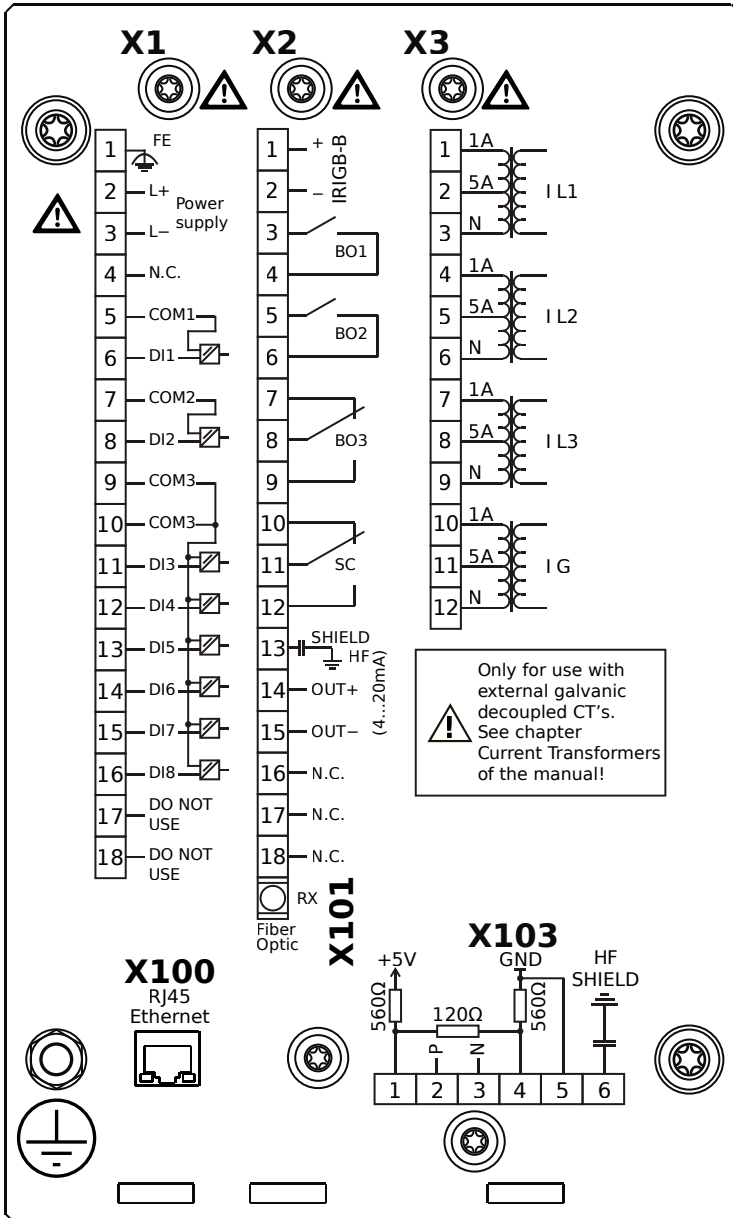 X1
X2
X3
1
FE
2
L+
Power
supply
3
L−
4
N.C.
5
COM1
6
DI1
7
COM2
8
DI2
9
COM3
10
COM3
11
DI3
12
DI4
13
DI5
14
DI6
15
DI7
16
DI8
17
DO NOT
USE
18
DO NOT
USE
1
+
2
−
IRIGB-B
3
BO1
4
5
BO2
6
7
8
BO3
9
10
11
SC
12
13
SHIELD
HF
14
OUT+
15
OUT−
(4...20mA)
16
N.C.
17
N.C.
18
N.C.
RX
Fiber
Optic
X101
1
1A
2
5A
I L1
3
N
4
1A
5
5A
I L2
6
N
7
1A
8
5A
I L3
9
N
10
1A
11
5A
I G
12
N
Only for use with
external galvanic
decoupled CT's.
See chapter
Current Transformers
of the manual!
X100
RJ45
Ethernet
X103
+5V
GND
HF
SHIELD
560Ω
120Ω
560Ω
P
N
1 2 3 4 5 6